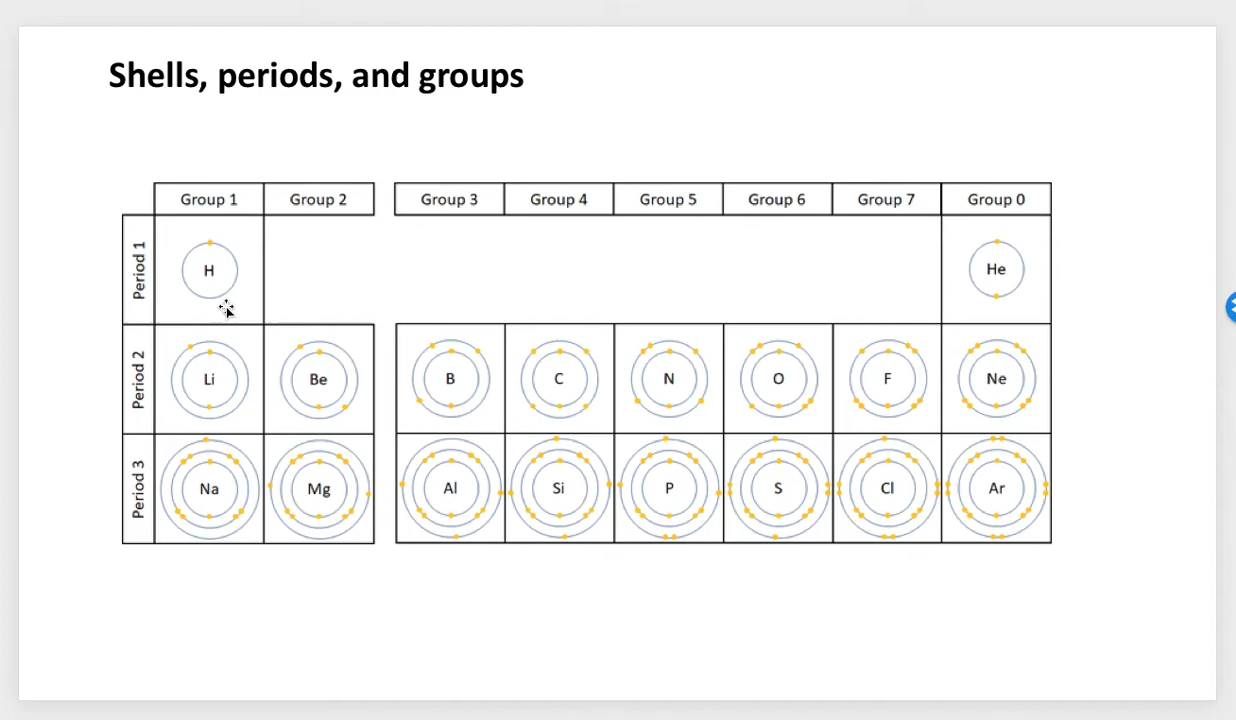 Shells, periods, and groups
Group 1 Group 2 Group 3 Group 4 Group 5 Group 6 Group 7 Group 0
Period 1 H He
Period 2 Li Be B C N O F Ne
Period 3 Na Mg Al Si P S Cl Ar